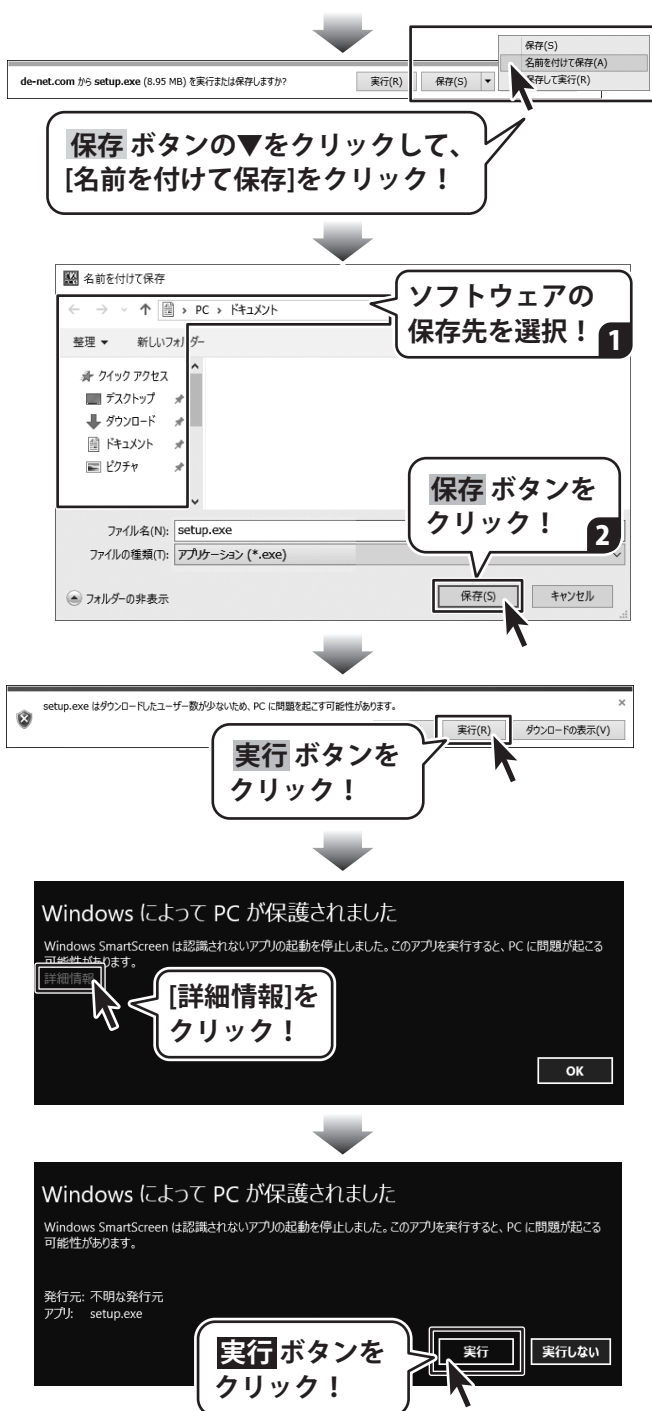 保存(S)
名前を付けて保存(A)
保存して実行(R)
de-net.com から setup.exe (8.95 MB) を実行または保存しますか?
実行(R)
保存(S) ▼
保存 ボタンの▼をクリックして、
[名前を付けて保存]をクリック！
名前を付けて保存
PC › ドキュメント
ソフトウェアの
保存先を選択！ 1
整理 ▼
新しいフォルダー
クイック アクセス
デスクトップ
ダウンロード
ドキュメント
ピクチャ
保存 ボタンを
クリック！ 2
ファイル名(N): setup.exe
ファイルの種類(T): アプリケーション (*.exe)
フォルダーの非表示
保存(S)
キャンセル
setup.exe はダウンロードしたユーザー数が少ないため、PC に問題を起こす可能性があります。
×
実行(R)
ダウンロードの表示(V)
実行 ボタンを
クリック！
Windows によって PC が保護されました
Windows SmartScreen は認識されないアプリの起動を停止しました。このアプリを実行すると、PC に問題が起こる
可能性があります。
詳細情報
[詳細情報]を
クリック！
OK
Windows によって PC が保護されました
Windows SmartScreen は認識されないアプリの起動を停止しました。このアプリを実行すると、PC に問題が起こる
可能性があります。
発行元: 不明な発行元
アプリ: setup.exe
実行 ボタンを
クリック！
実行
実行しない